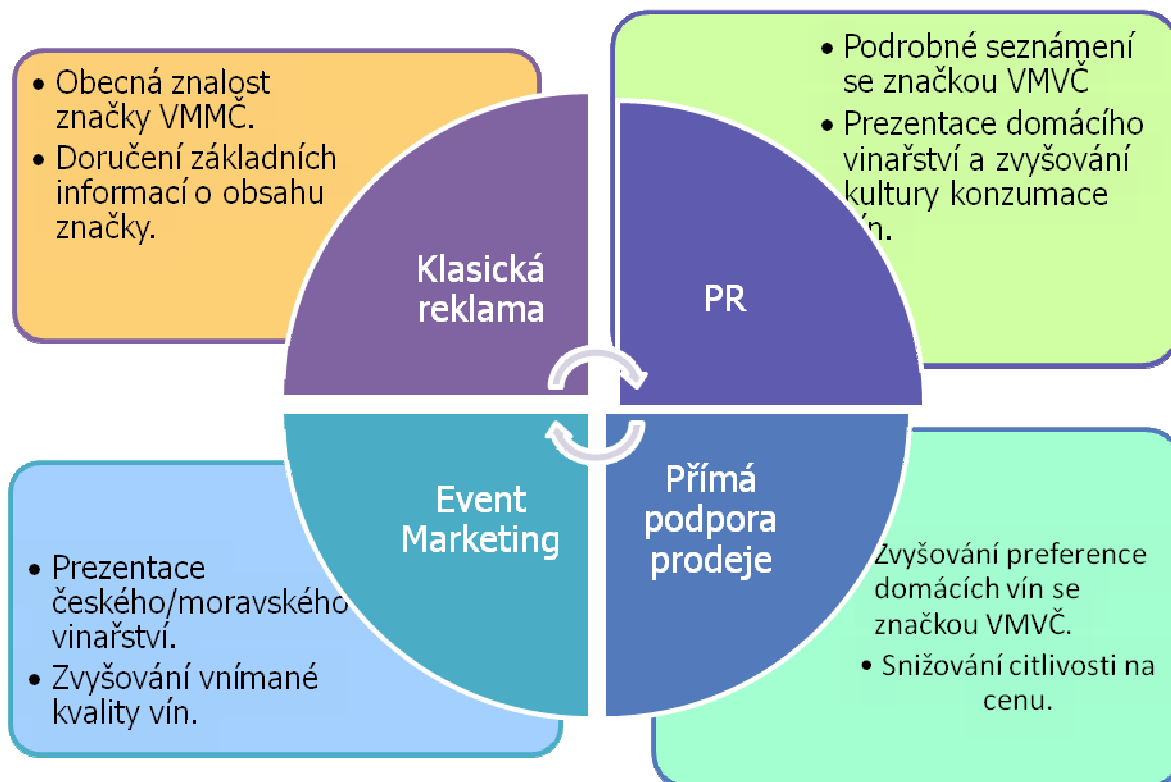 • Obecná znalost
značky VMMČ.
• Doručení základních
informací o obsahu
značky.
• Podrobné seznámení
se značkou VMVČ
• Prezentace domácího
vinařství a zvyšování
kultury konzumace
Klasická
reklama
PR
Event
Marketing
Přímá
podpora
prodeje
• Prezentace
českého/moravského
vinařství.
• Zvyšování vnímané
kvality vín.
Zvyšování preference
domácích vín se
značkou VMVČ.
• Snižování citlivosti na
cenu.